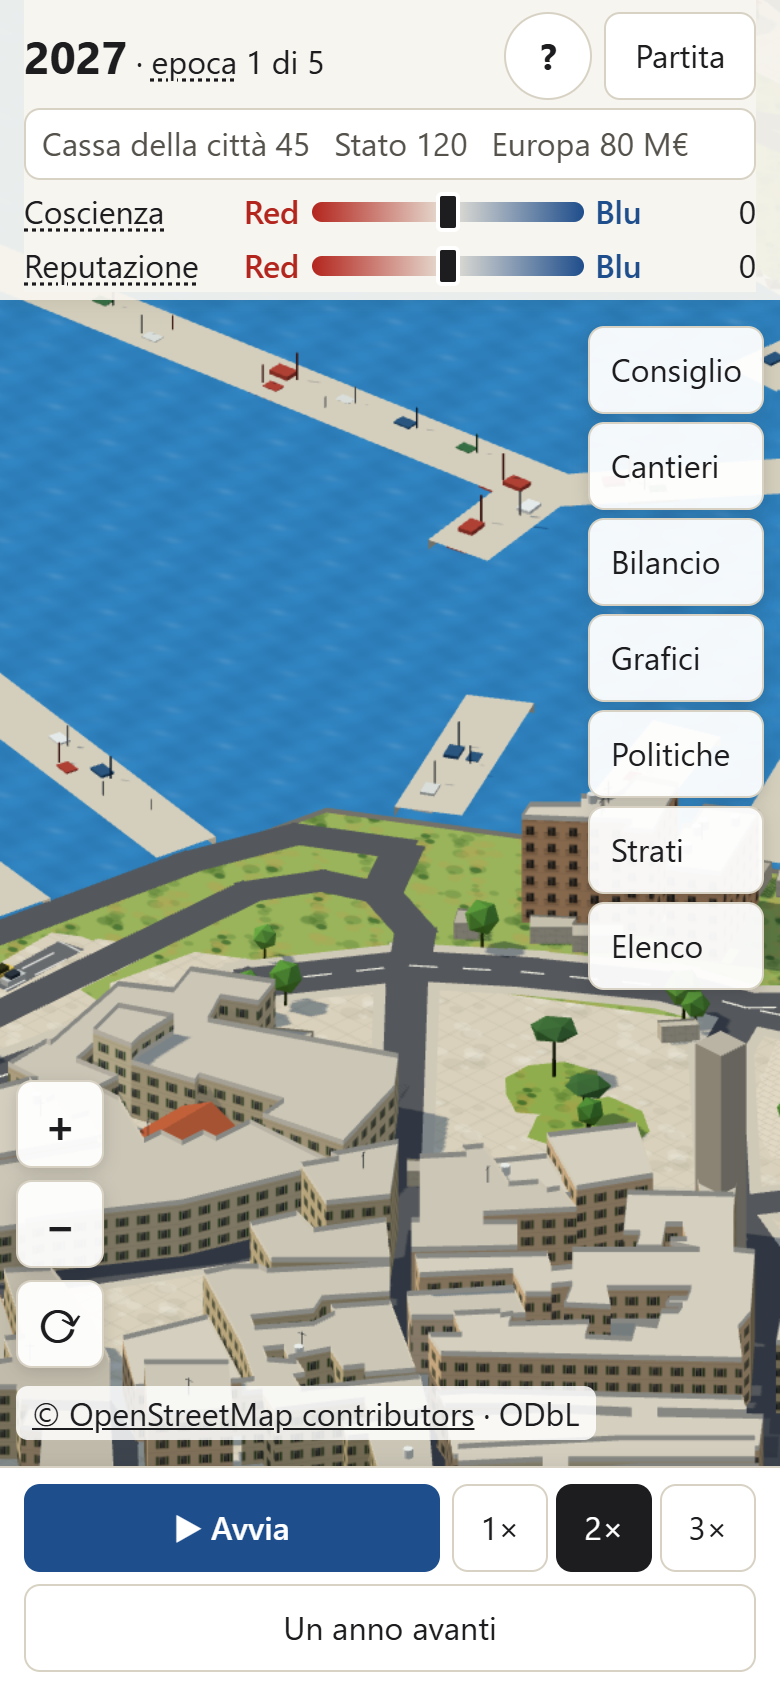 2027 · epoca 1 di 5
?
Partita
Cassa della città 45 Stato 120 Europa 80 M€
Coscienza Red Blu 0
Reputazione Red Blu 0
Consiglio
Cantieri
Bilancio
Grafici
Politiche
Strati
Elenco
+
−
© OpenStreetMap contributors · ODbL
▶ Avvia
1×
2×
3×
Un anno avanti